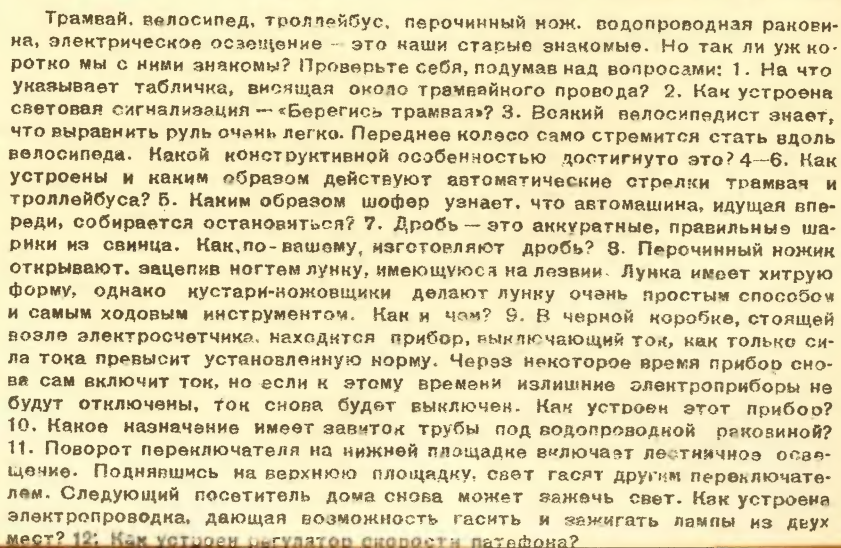 Трамвай, велосипед, троллейбус, перочинный нож, водопроводная ракови-
на, электрическое освещение — это наши старые знакомые. Но так ли уж ко-
ротко мы с ними знакомы? Проверьте себя, подумав над вопросами: 1. На что
указывает табличка, висящая около трамвайного провода? 2. Как устроена
световая сигнализация — «Берегись трамвая»? 3. Всякий велосипедист знает,
что выравнить руль очень легко. Переднее колесо само стремится стать вдоль
велосипеда. Какой конструктивной особенностью достигнуто это? 4—6. Как
устроены и каким образом действуют автоматические стрелки трамвая и
троллейбуса? Б. Каким образом шофер узнает, что автомашина, идущая впе-
реди, собирается остановиться? 7. Дробь — это аккуратные, правильные ша-
рики из свинца. Как, по-вашему, изготовляют дробь? 8. Перочинный ножик
открывают, зацепив ногтем лунку, имеющуюся на лезвии. Лунка имеет хитрую
форму, однако кустари-ножовщики делают лунку очень простым способом
и самым ходовым инструментом. Как и чем? 9. В черной коробке, стоящей
возле электросчетчика, находится прибор, выключающий ток, как только си-
ла тока превысит установленную норму. Через некоторое время прибор сно-
ва сам включит ток, но если к этому времени излишние электроприборы не
будут отключены, ток снова будет выключен. Как устроен этот прибор?
10. Какое назначение имеет завиток трубы под водопроводной раковиной?
11. Поворот переключателя на нижней площадке включает лестничное осве-
щение. Поднявшись на верхнюю площадку, свет гасят другим переключате-
лем. Следующий посетитель дома снова может зажечь свет. Как устроена
электропроводка, дающая возможность гасить и зажигать лампы из двух
мест? 12. Как устроен регулятор скорости патефона?